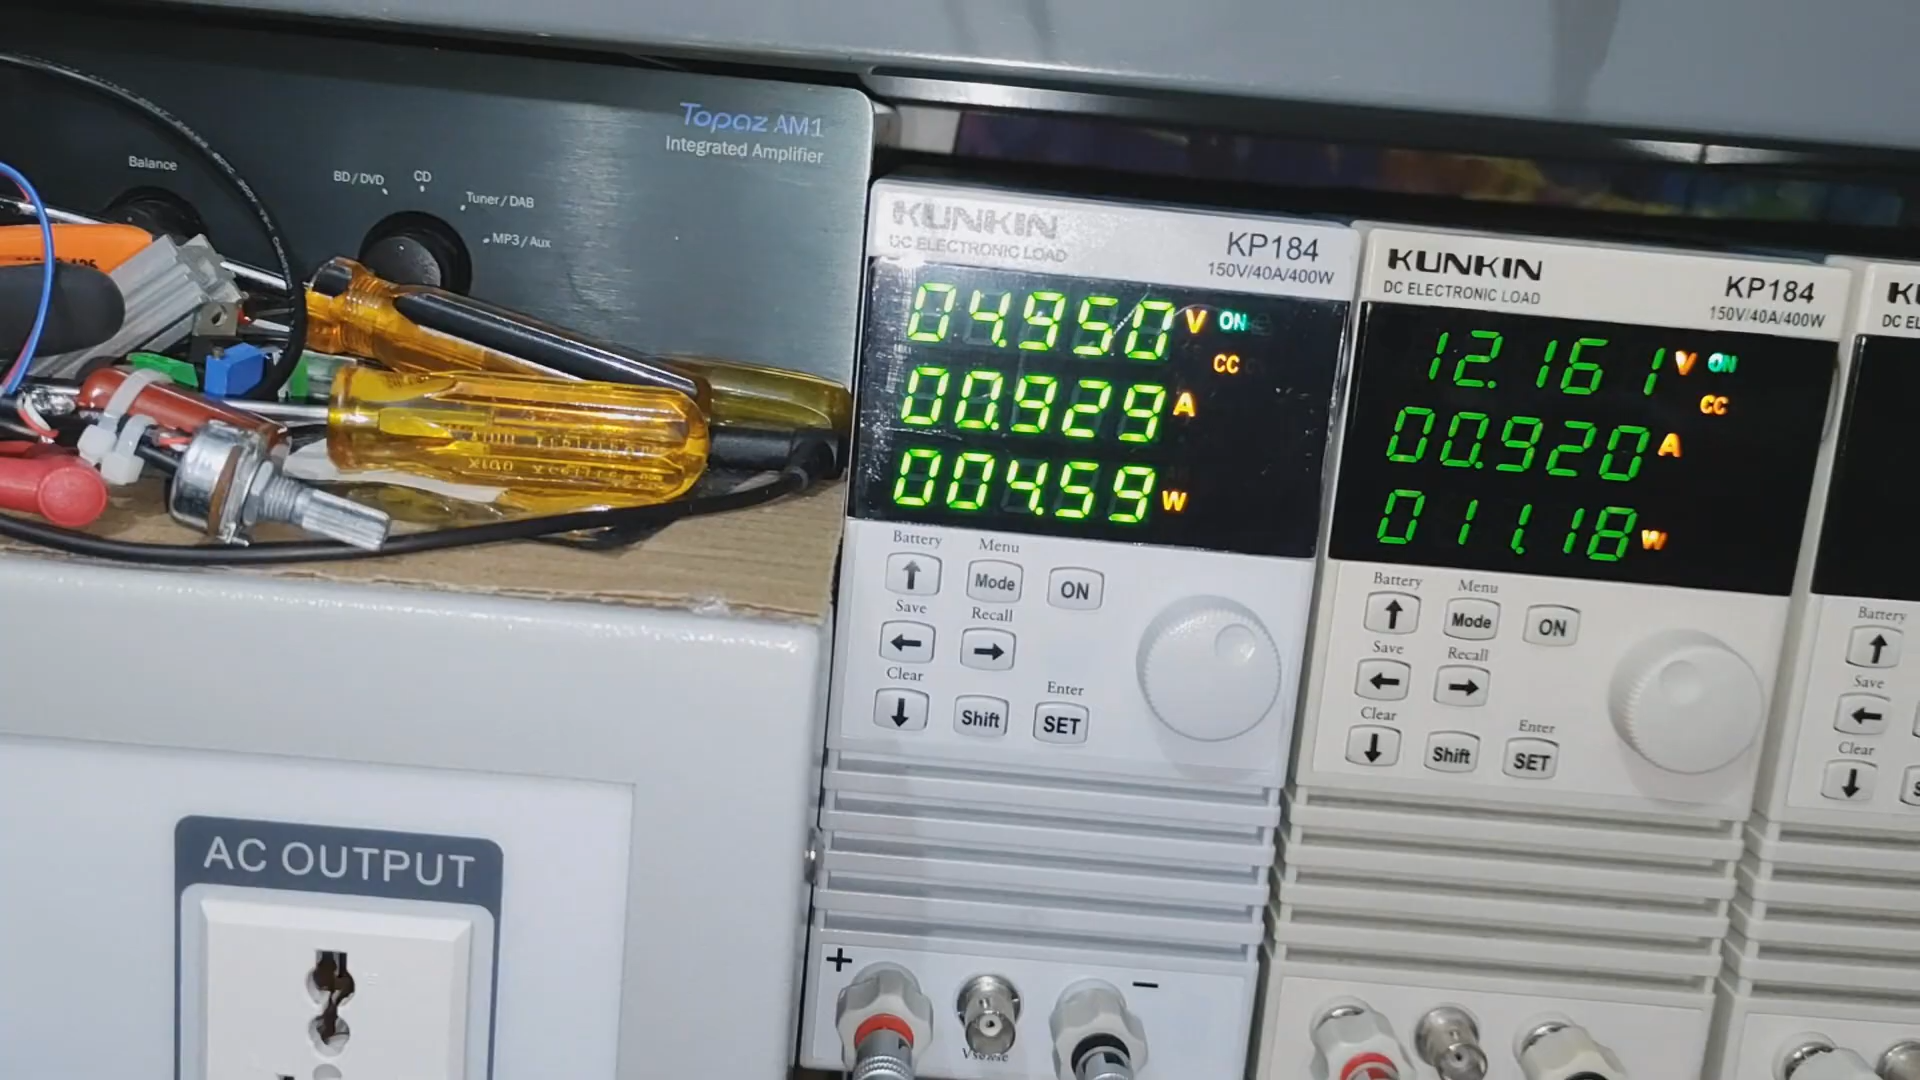 Topaz AM1
Integrated Amplifier
Balance
BD/DVD
CD
Tuner/DAB
MP3/Aux
KUNKIN
DC ELECTRONIC LOAD
KP184
150V/40A/400W
04.950 V ON
CC
00.929 A
004.59 W
Battery
Menu
Mode
ON
Save
Recall
Clear
Shift
Enter
SET
+
Vsense
−
KUNKIN
DC ELECTRONIC LOAD
KP184
150V/40A/400W
12.161 V ON
CC
00.920 A
011.18 W
Battery
Menu
Mode
ON
Save
Recall
Clear
Shift
Enter
SET
DC
Battery
Save
Clear
AC OUTPUT